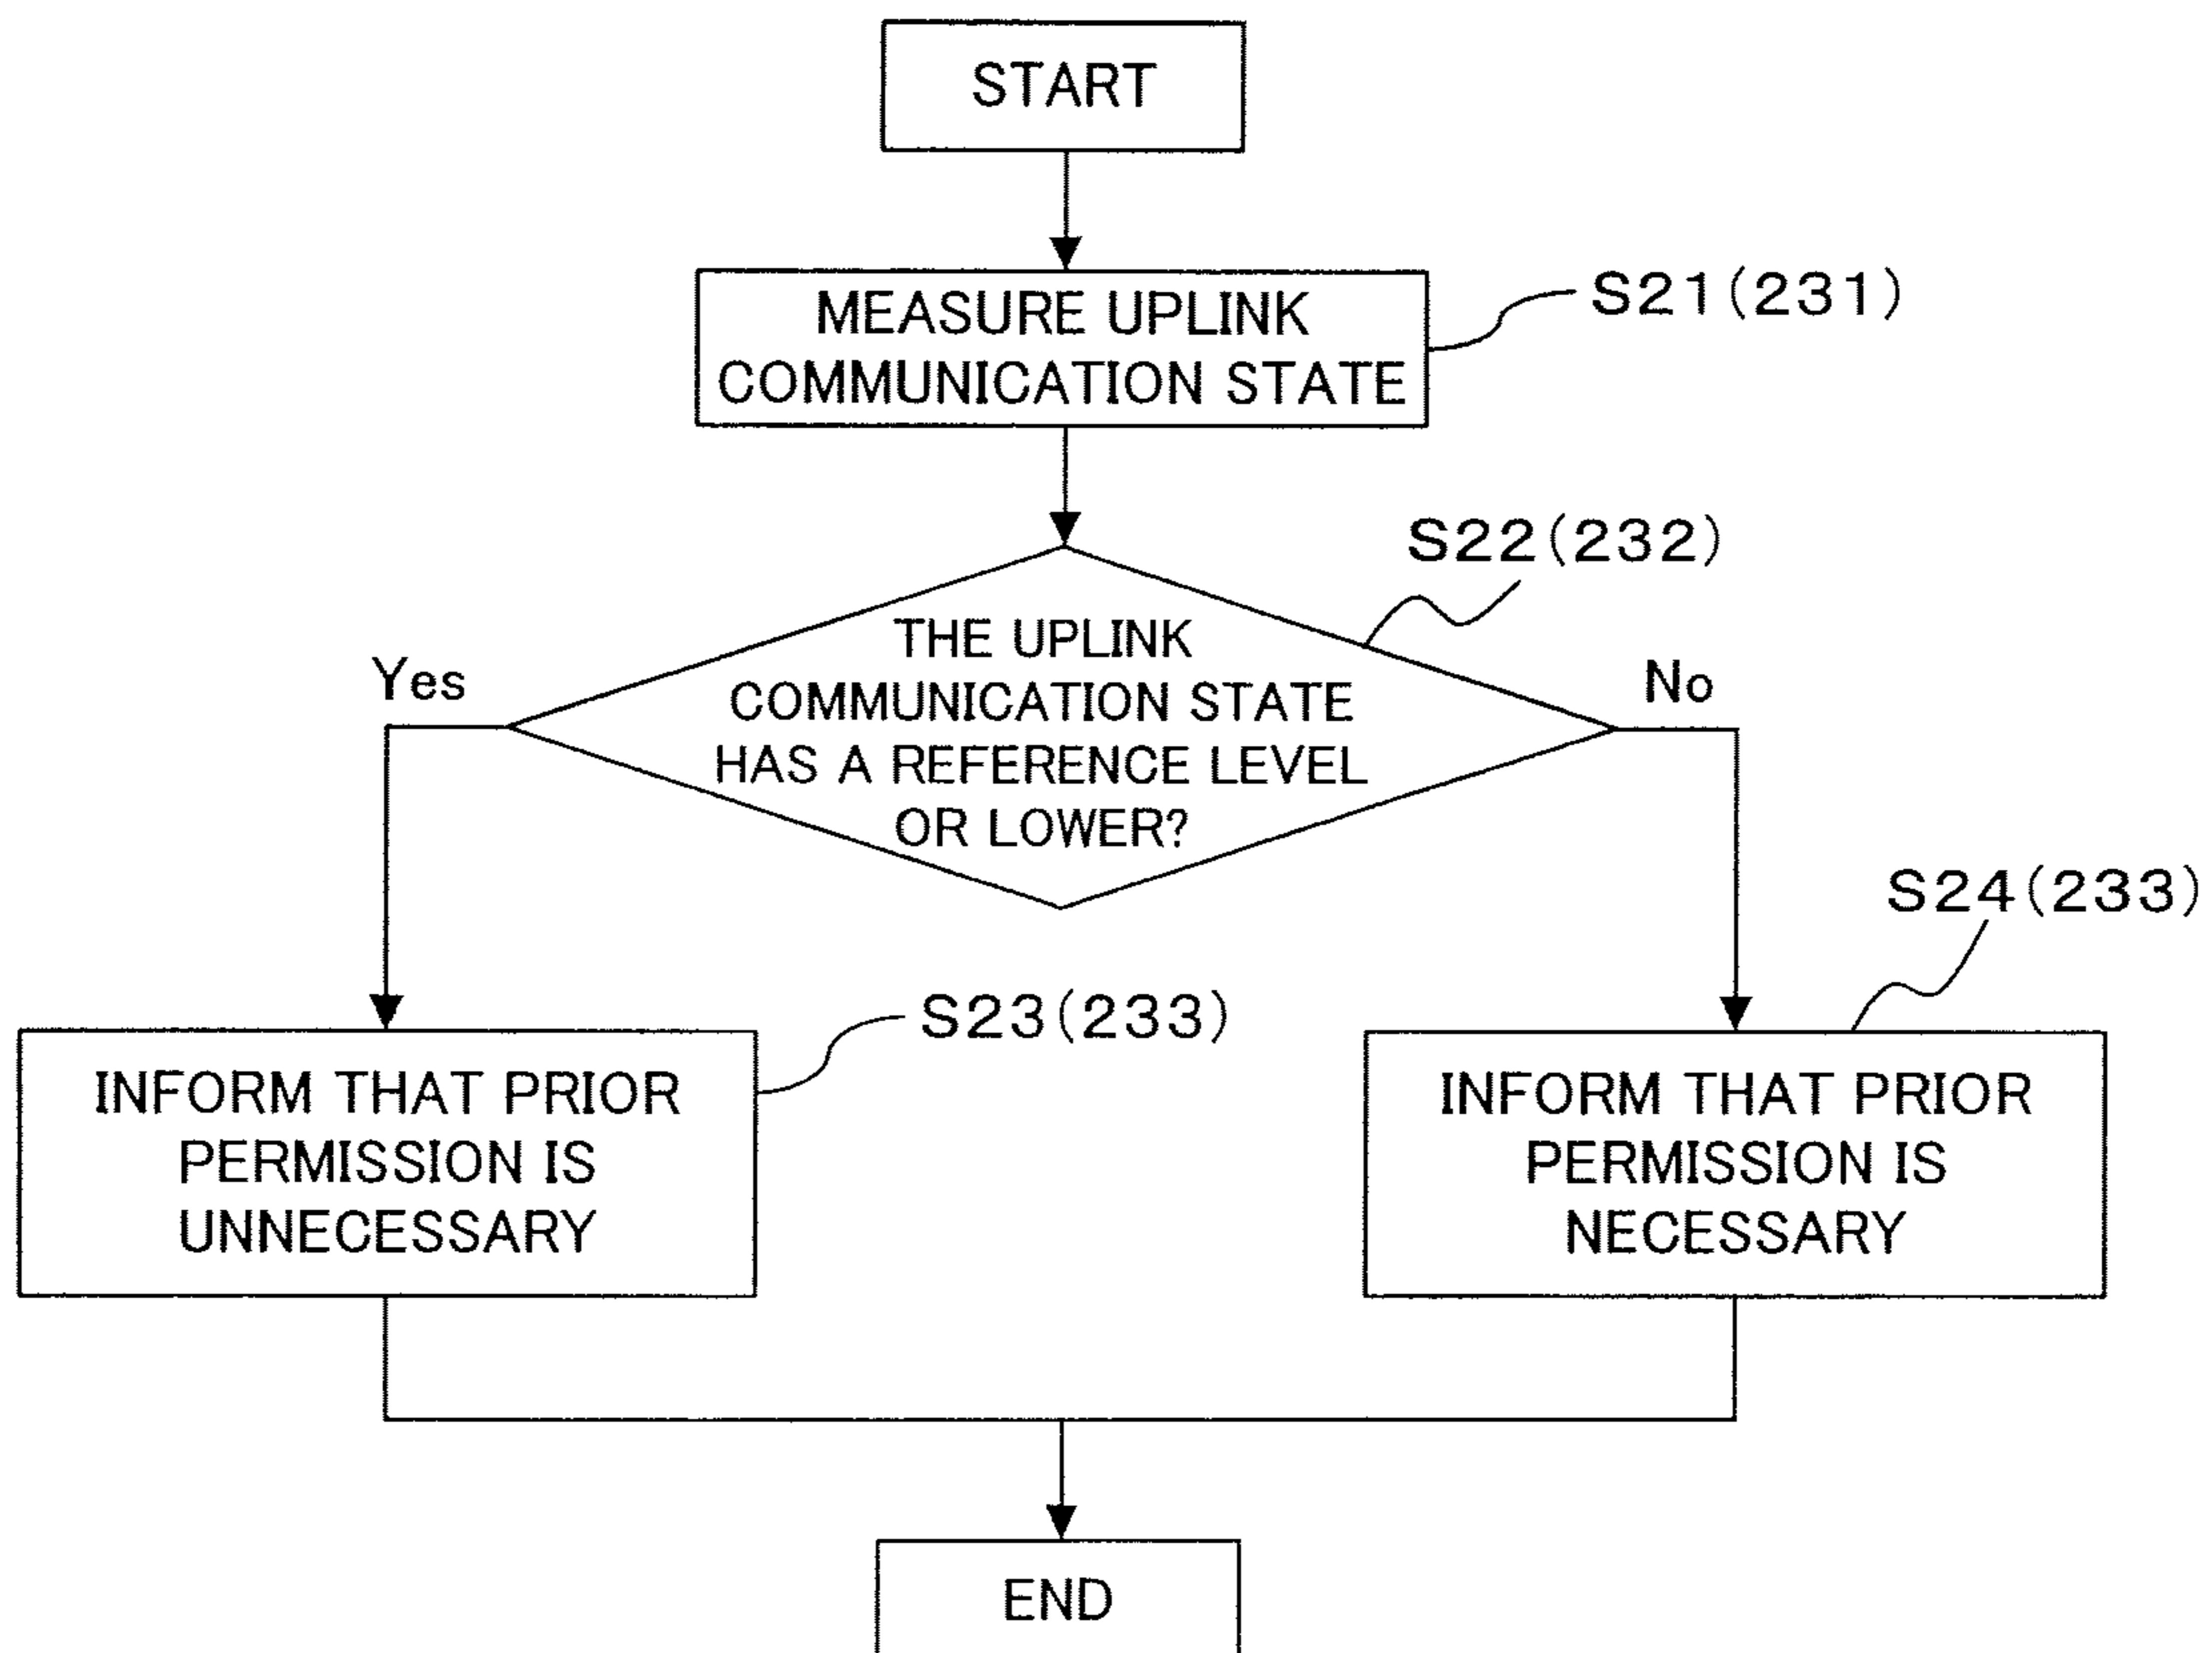 START
MEASURE UPLINK
COMMUNICATION STATE
S21(231)
S22(232)
THE UPLINK
COMMUNICATION STATE
HAS A REFERENCE LEVEL
OR LOWER?
Yes
No
S23(233)
S24(233)
INFORM THAT PRIOR
PERMISSION IS
UNNECESSARY
INFORM THAT PRIOR
PERMISSION IS
NECESSARY
END